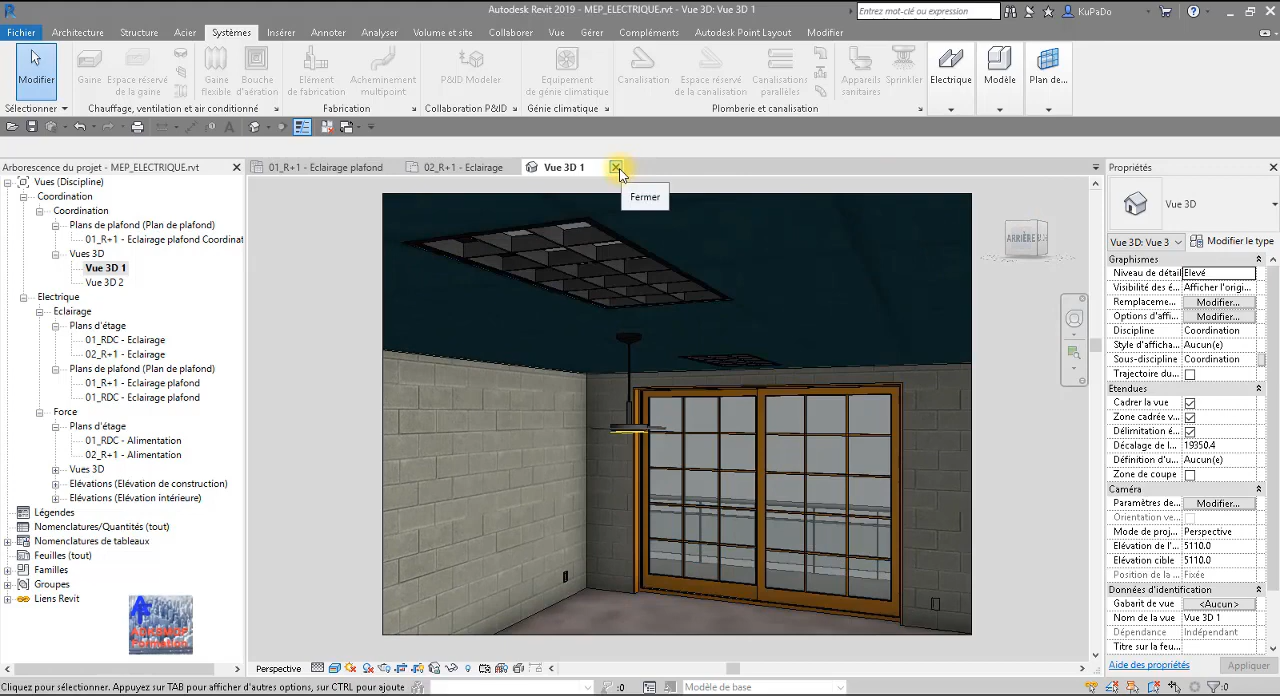 Autodesk Revit 2019 - MEP_ELECTRIQUE.rvt - Vue 3D: Vue 3D 1
Entrez mot-clé ou expression
KuPaDo
Fichier Architecture Structure Acier Systèmes Insérer Annoter Analyser Volume et site Collaborer Vue Gérer Compléments Autodesk Point Layout Modifier
Modifier
Gaine
Espace réservé de la gaine
Gaine flexible
Bouche d'aération
Elément de fabrication
Acheminement multipoint
P&ID Modeler
Equipement de génie climatique
Canalisation
Espace réservé de la canalisation
Canalisations parallèles
Appareils sanitaires
Sprinkler
Electrique
Modèle
Plan de...
Sélectionner
Chauffage, ventilation et air conditionné
Fabrication
Collaboration P&ID
Génie climatique
Plomberie et canalisation
Arborescence du projet - MEP_ELECTRIQUE.rvt
Vues (Discipline)
Coordination
Coordination
Plans de plafond (Plan de plafond)
01_R+1 - Eclairage plafond Coordinat
Vues 3D
Vue 3D 1
Vue 3D 2
Electrique
Eclairage
Plans d'étage
01_RDC - Eclairage
02_R+1 - Eclairage
Plans de plafond (Plan de plafond)
01_R+1 - Eclairage plafond
01_RDC - Eclairage plafond
Force
Plans d'étage
01_RDC - Alimentation
02_R+1 - Alimentation
Vues 3D
Elévations (Elévation de construction)
Elévations (Elévation intérieure)
Légendes
Nomenclatures/Quantités (tout)
Nomenclatures de tableaux
Feuilles (tout)
Familles
Groupes
Liens Revit
Formation
01_R+1 - Eclairage plafond
02_R+1 - Eclairage
Vue 3D 1
Fermer
ARRIÈRE
Perspective
Propriétés
Vue 3D
Vue 3D: Vue 3
Modifier le type
Graphismes
Niveau de détail Elevé
Visibilité des é... Afficher l'origi...
Remplaceme... Modifier...
Options d'affi... Modifier...
Discipline Coordination
Style d'afficha... Aucun(e)
Sous-discipline Coordination
Trajectoire du
Etendues
Cadrer la vue
Zone cadrée v...
Délimitation é...
Décalage de l... 19350.4
Définition d'u... Aucun(e)
Zone de coupe
Caméra
Paramètres de... Modifier...
Orientation ve...
Mode de proj... Perspective
Elévation de l'... 5110.0
Elévation cible 5110.0
Position de la ... Fixée
Données d'identification
Gabarit de vue <Aucun>
Nom de la vue Vue 3D 1
Dépendance Indépendant
Titre sur la feu...
Aide des propriétés
Appliquer
Cliquez pour sélectionner. Appuyez sur TAB pour afficher d'autres options, sur CTRL pour ajoute
:0
Modèle de base
:0